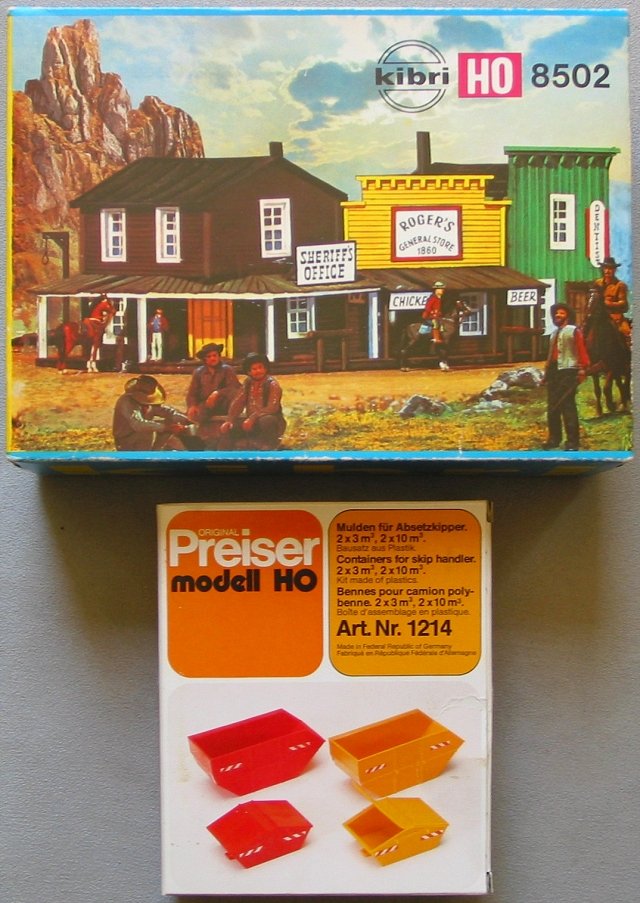 kibri HO 8502
ROGER'S
GENERAL STORE
1860
SHERIFF'S
OFFICE
DENTIST
CHICKE
BEER
ORIGINAL
Preiser
modell HO
Mulden für Absetzkipper.
2 x 3 m³, 2 x 10 m³.
Bausatz aus Plastik.
Containers for skip handler.
2 x 3 m³, 2 x 10 m³.
Kit made of plastics.
Bennes pour camion poly-
benne. 2 x 3 m³, 2 x 10 m³.
Boîte d'assemblage en plastique.
Art. Nr. 1214
Made in Federal Republic of Germany
Fabriqué en République Fédérale d'Allemagne